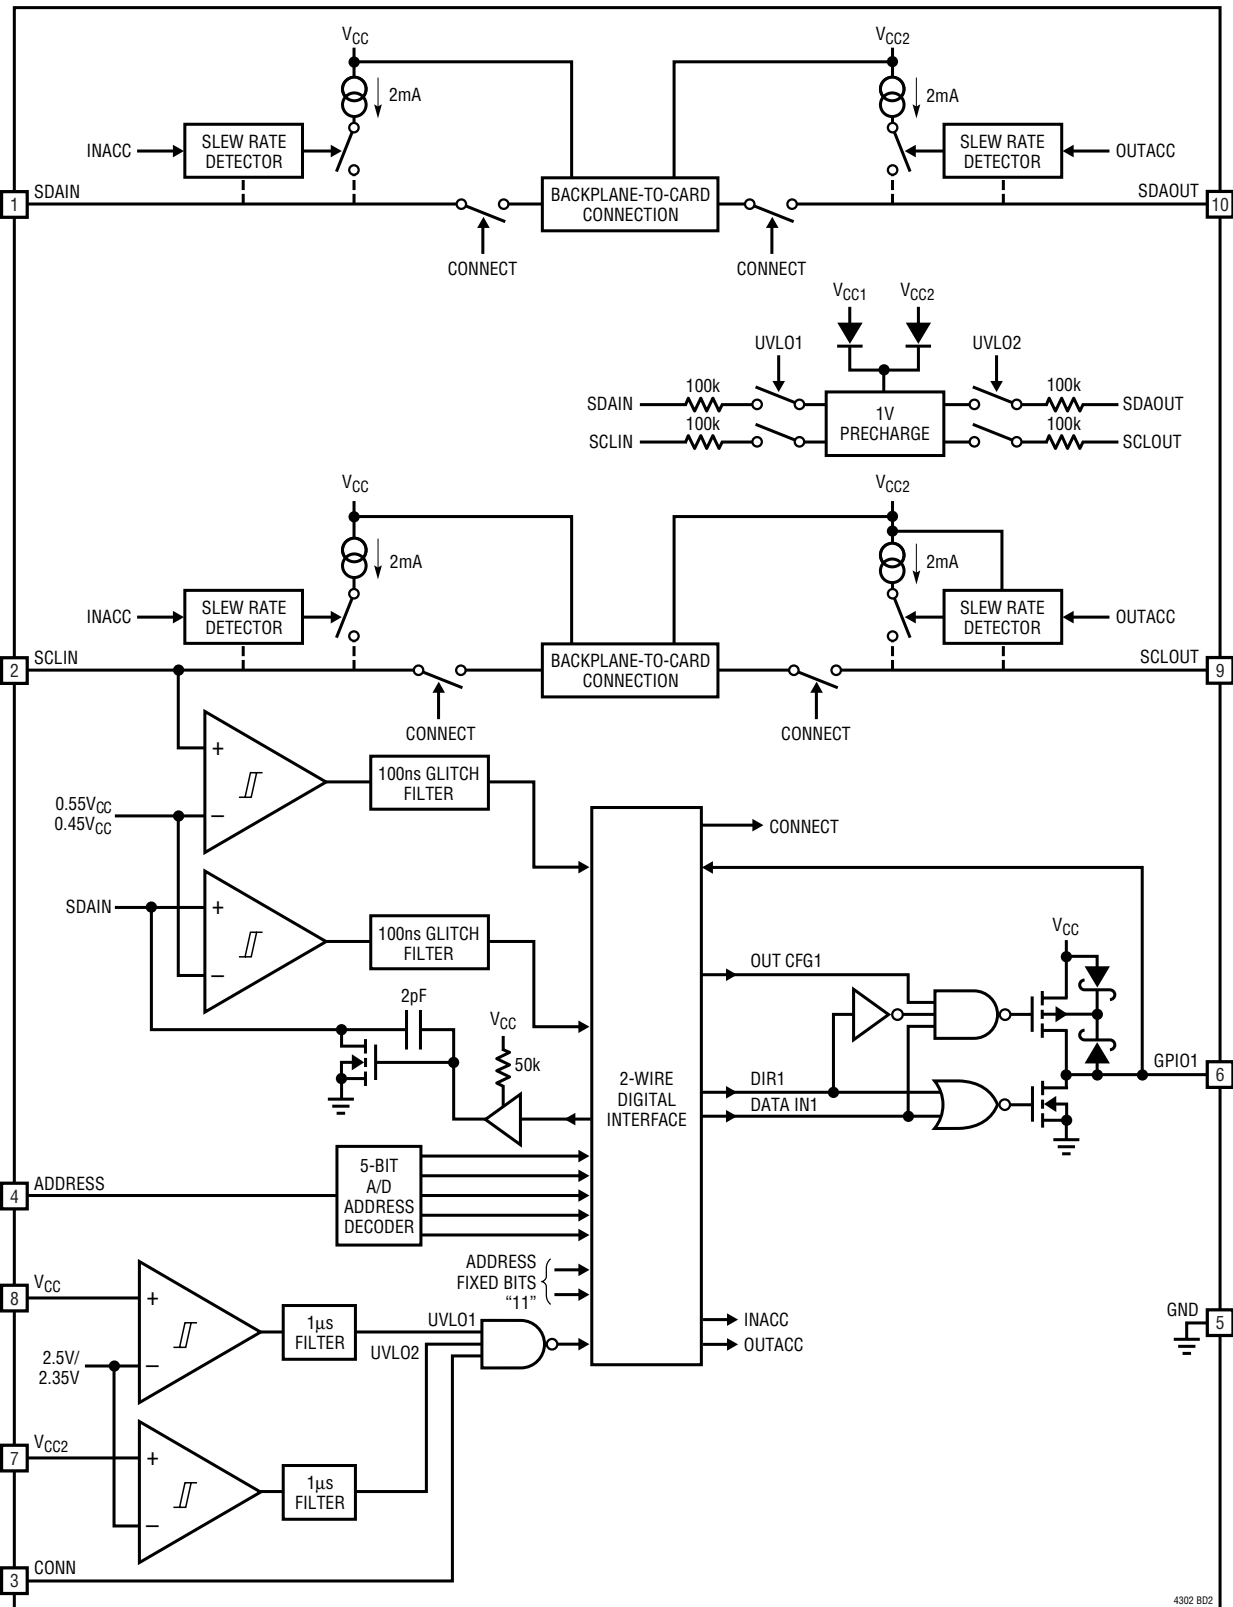 VCC
VCC2
2mA
2mA
INACC
SLEW RATE
DETECTOR
SLEW RATE
DETECTOR
OUTACC
1
SDAIN
BACKPLANE-TO-CARD
CONNECTION
SDAOUT
10
CONNECT
CONNECT
VCC1
VCC2
UVLO1
UVLO2
SDAIN
100k
100k
SDAOUT
1V
PRECHARGE
SCLIN
100k
100k
SCLOUT
VCC
VCC2
2mA
2mA
INACC
SLEW RATE
DETECTOR
SLEW RATE
DETECTOR
OUTACC
2
SCLIN
BACKPLANE-TO-CARD
CONNECTION
SCLOUT
9
CONNECT
CONNECT
+
–
0.55VCC
0.45VCC
100ns GLITCH
FILTER
CONNECT
SDAIN
+
–
100ns GLITCH
FILTER
OUT CFG1
VCC
2pF
VCC
50k
2-WIRE
DIGITAL
INTERFACE
DIR1
DATA IN1
GPIO1
6
4
ADDRESS
5-BIT
A/D
ADDRESS
DECODER
ADDRESS
FIXED BITS
“11”
8
VCC
+
–
2.5V/
2.35V
1µs
FILTER
UVLO1
UVLO2
INACC
OUTACC
GND
5
7
VCC2
+
–
1µs
FILTER
3
CONN
4302 BD2